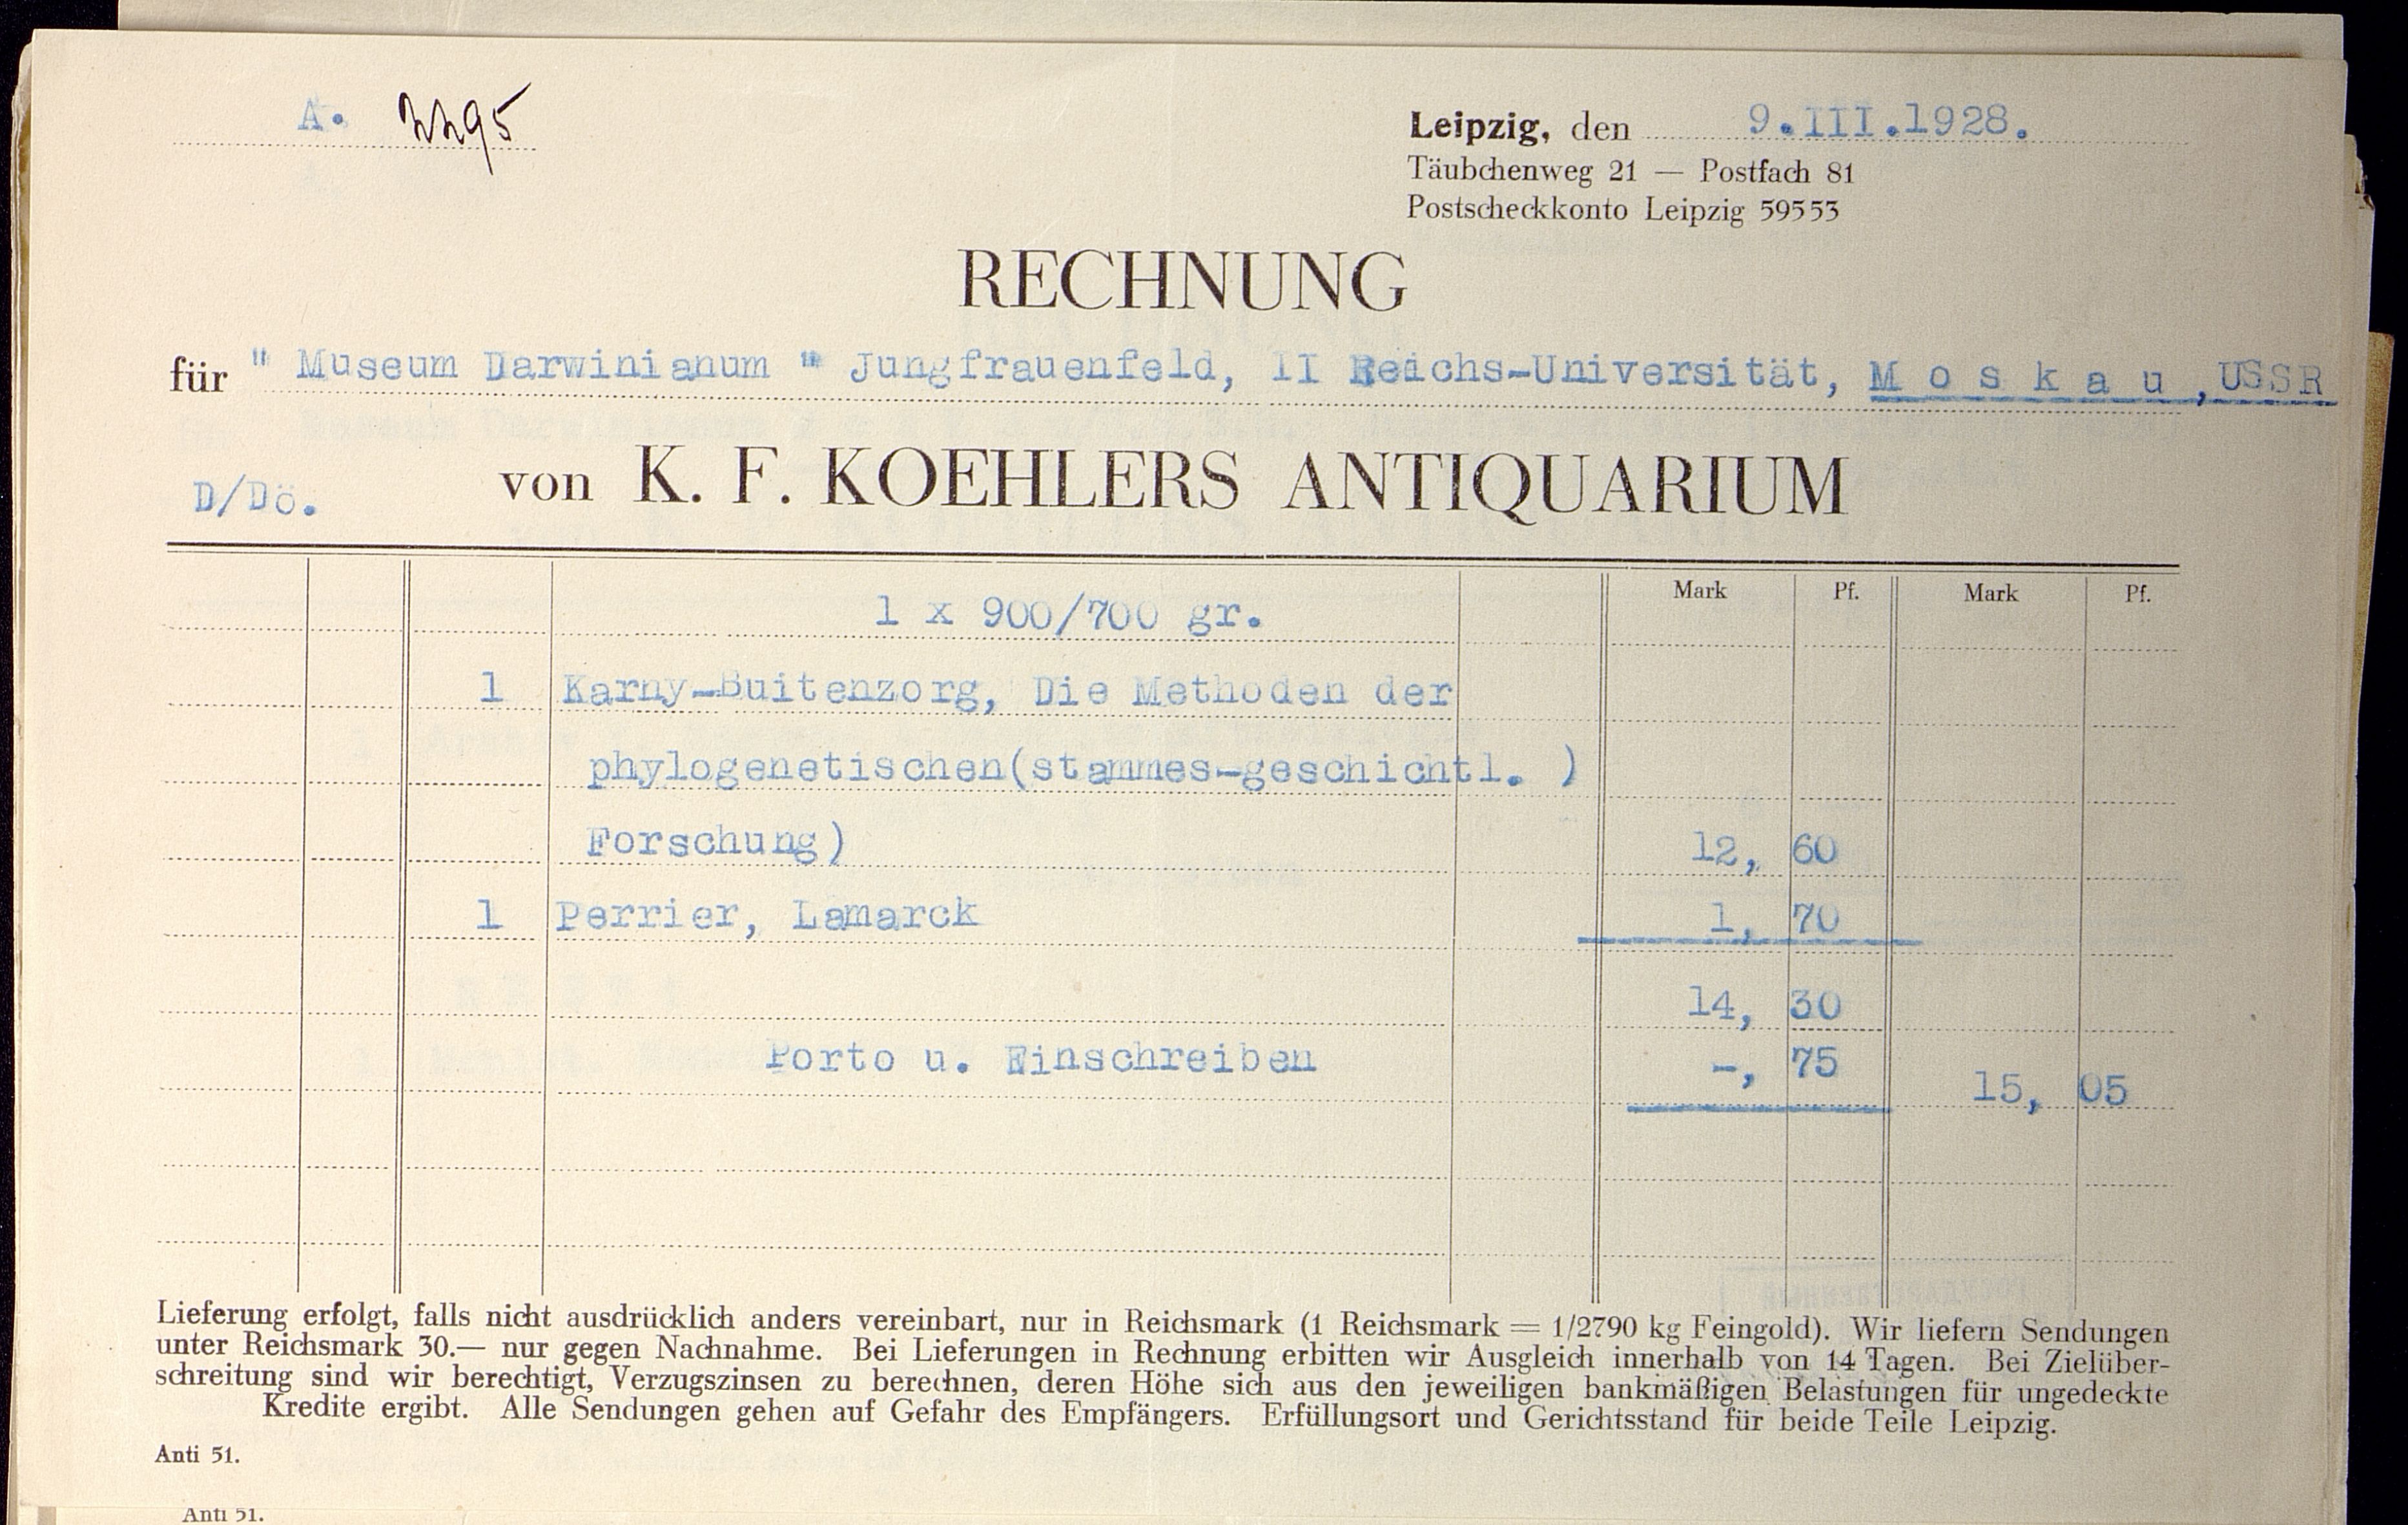 A. 2295
Leipzig, den 9.III.1928.
Täubchenweg 21 — Postfach 81
Postscheckkonto Leipzig 59553
RECHNUNG
für " Museum Darwinianum " Jungfrauenfeld, II Reichs-Universität, M o s k a u ,USSR
von K. F. KOEHLERS ANTIQUARIUM
D/Dö.
Mark Pf. Mark Pf.
1 x 900/700 gr.
1 Karny-Buitenzorg, Die Methoden der
phylogenetischen(stammes-geschichtl. )
Forschung) 12, 60
1 Perrier, Lamarck 1, 70
14, 30
Porto u. Einschreiben -, 75 15, 05
Lieferung erfolgt, falls nicht ausdrücklich anders vereinbart, nur in Reichsmark (1 Reichsmark = 1/2790 kg Feingold). Wir liefern Sendungen
unter Reichsmark 30.— nur gegen Nachnahme. Bei Lieferungen in Rechnung erbitten wir Ausgleich innerhalb von 14 Tagen. Bei Zielüber-
schreitung sind wir berechtigt, Verzugszinsen zu berechnen, deren Höhe sich aus den jeweiligen bankmäßigen Belastungen für ungedeckte
Kredite ergibt. Alle Sendungen gehen auf Gefahr des Empfängers. Erfüllungsort und Gerichtsstand für beide Teile Leipzig.
Anti 51.
Anti 51.